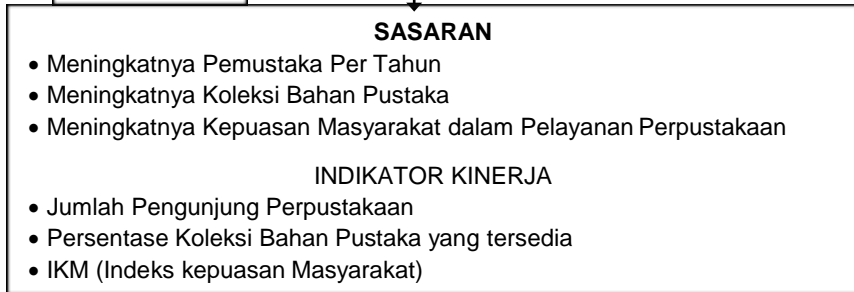 SASARAN
• Meningkatnya Pemustaka Per Tahun
• Meningkatnya Koleksi Bahan Pustaka
• Meningkatnya Kepuasan Masyarakat dalam Pelayanan Perpustakaan
INDIKATOR KINERJA
• Jumlah Pengunjung Perpustakaan
• Persentase Koleksi Bahan Pustaka yang tersedia
• IKM (Indeks kepuasan Masyarakat)